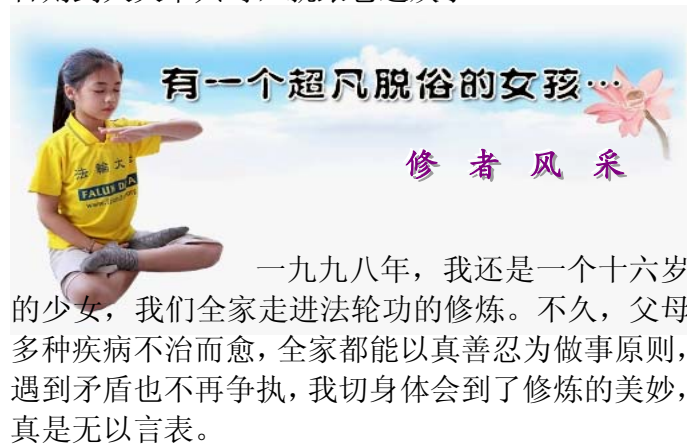 有一个超凡脱俗的女孩…
修者风采
法輪大
FALUN DA
一九九八年，我还是一个十六岁
的少女，我们全家走进法轮功的修炼。不久，父母
多种疾病不治而愈，全家都能以真善忍为做事原则，
遇到矛盾也不再争执，我切身体会到了修炼的美妙，
真是无以言表。